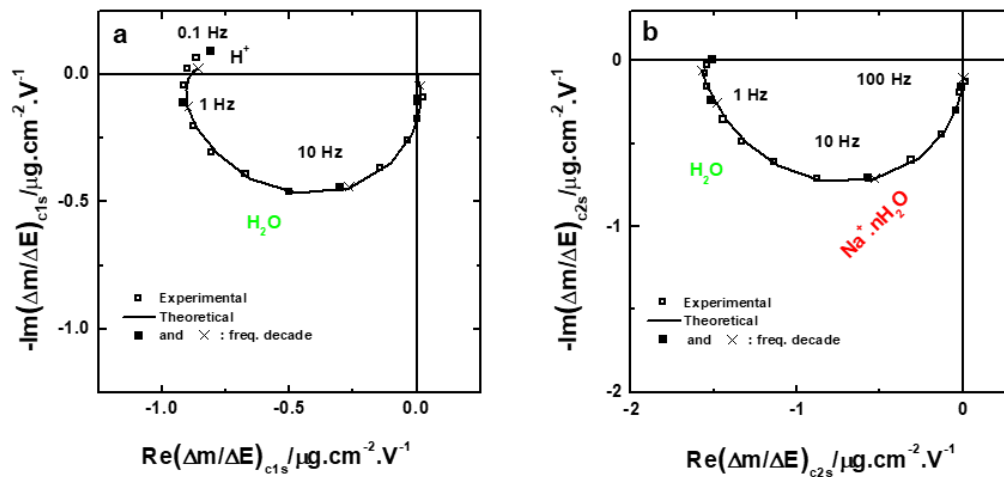 a
0.1 Hz
H⁺
0.0
1 Hz
10 Hz
-0.5
H₂O
-1.0
Experimental
Theoretical
and × : freq. decade
-1.0 -0.5 0.0
-Im(Δm/ΔE)c1s/μg.cm⁻².V⁻¹
Re(Δm/ΔE)c1s/μg.cm⁻².V⁻¹
b
0
100 Hz
1 Hz
10 Hz
H₂O
-1
Na⁺.nH₂O
Experimental
Theoretical
and × : freq. decade
-2
-2 -1 0
-Im(Δm/ΔE)c2s/μg.cm⁻².V⁻¹
Re(Δm/ΔE)c2s/μg.cm⁻².V⁻¹